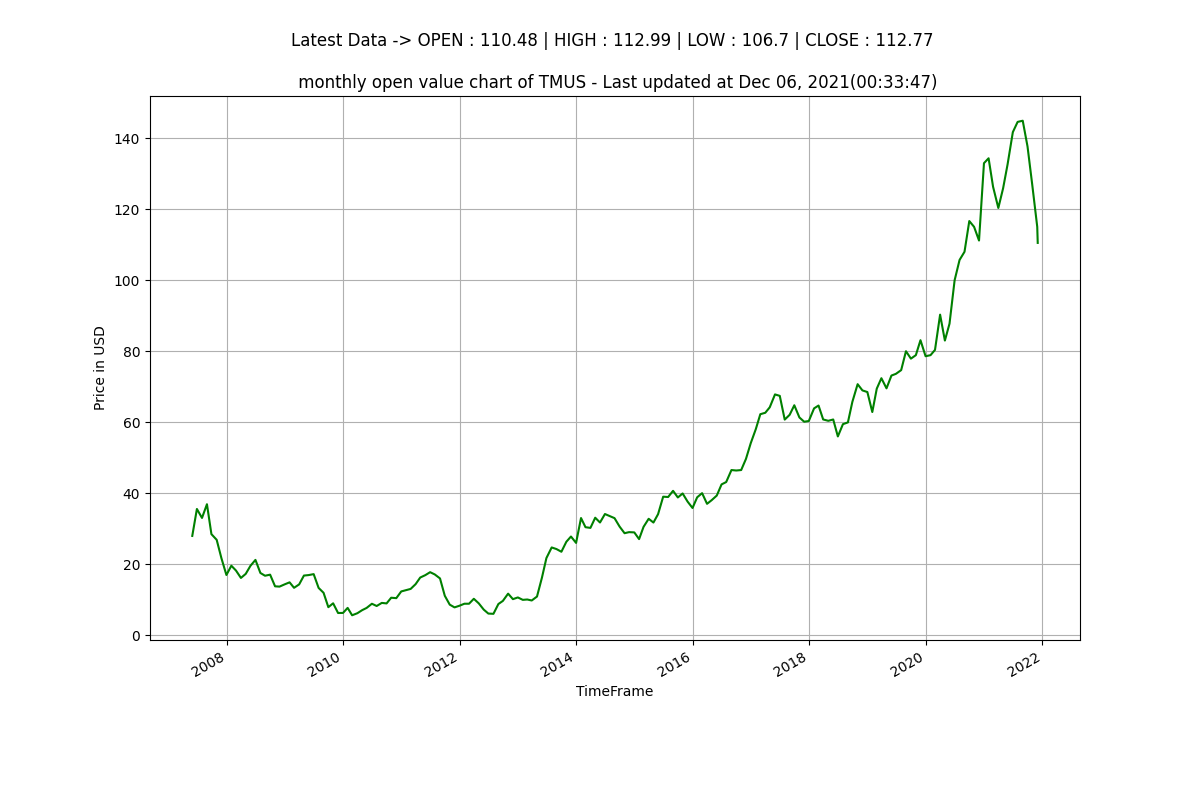 Latest Data -> OPEN : 110.48 | HIGH : 112.99 | LOW : 106.7 | CLOSE : 112.77
monthly open value chart of TMUS - Last updated at Dec 06, 2021(00:33:47)
140
120
100
80
60
40
20
0
Price in USD
2008 2010 2012 2014 2016 2018 2020 2022
TimeFrame